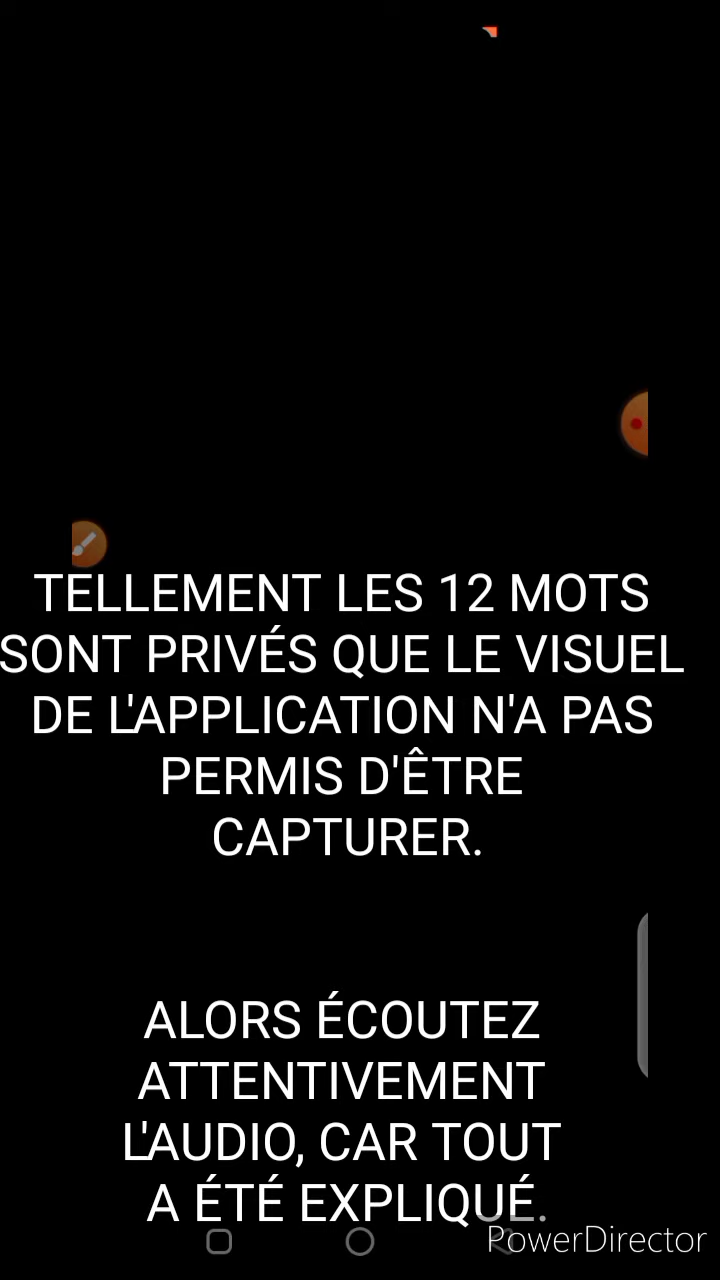 TELLEMENT LES 12 MOTS
SONT PRIVÉS QUE LE VISUEL
DE L'APPLICATION N'A PAS
PERMIS D'ÊTRE
CAPTURER.
ALORS ÉCOUTEZ
ATTENTIVEMENT
L'AUDIO, CAR TOUT
A ÉTÉ EXPLIQUÉ.
PowerDirector